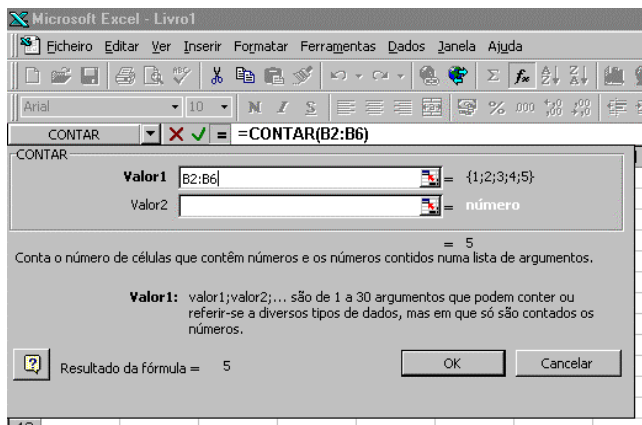 Microsoft Excel - Livro1
Ficheiro Editar Ver Inserir Formatar Ferramentas Dados Janela Ajuda
Arial 10 N I S % 000
CONTAR = =CONTAR(B2:B6)
CONTAR
Valor1 B2:B6 = {1;2;3;4;5}
Valor2 = número
= 5
Conta o número de células que contêm números e os números contidos numa lista de argumentos.
Valor1: valor1;valor2;... são de 1 a 30 argumentos que podem conter ou
referir-se a diversos tipos de dados, mas em que só são contados os
números.
Resultado da fórmula = 5 OK Cancelar